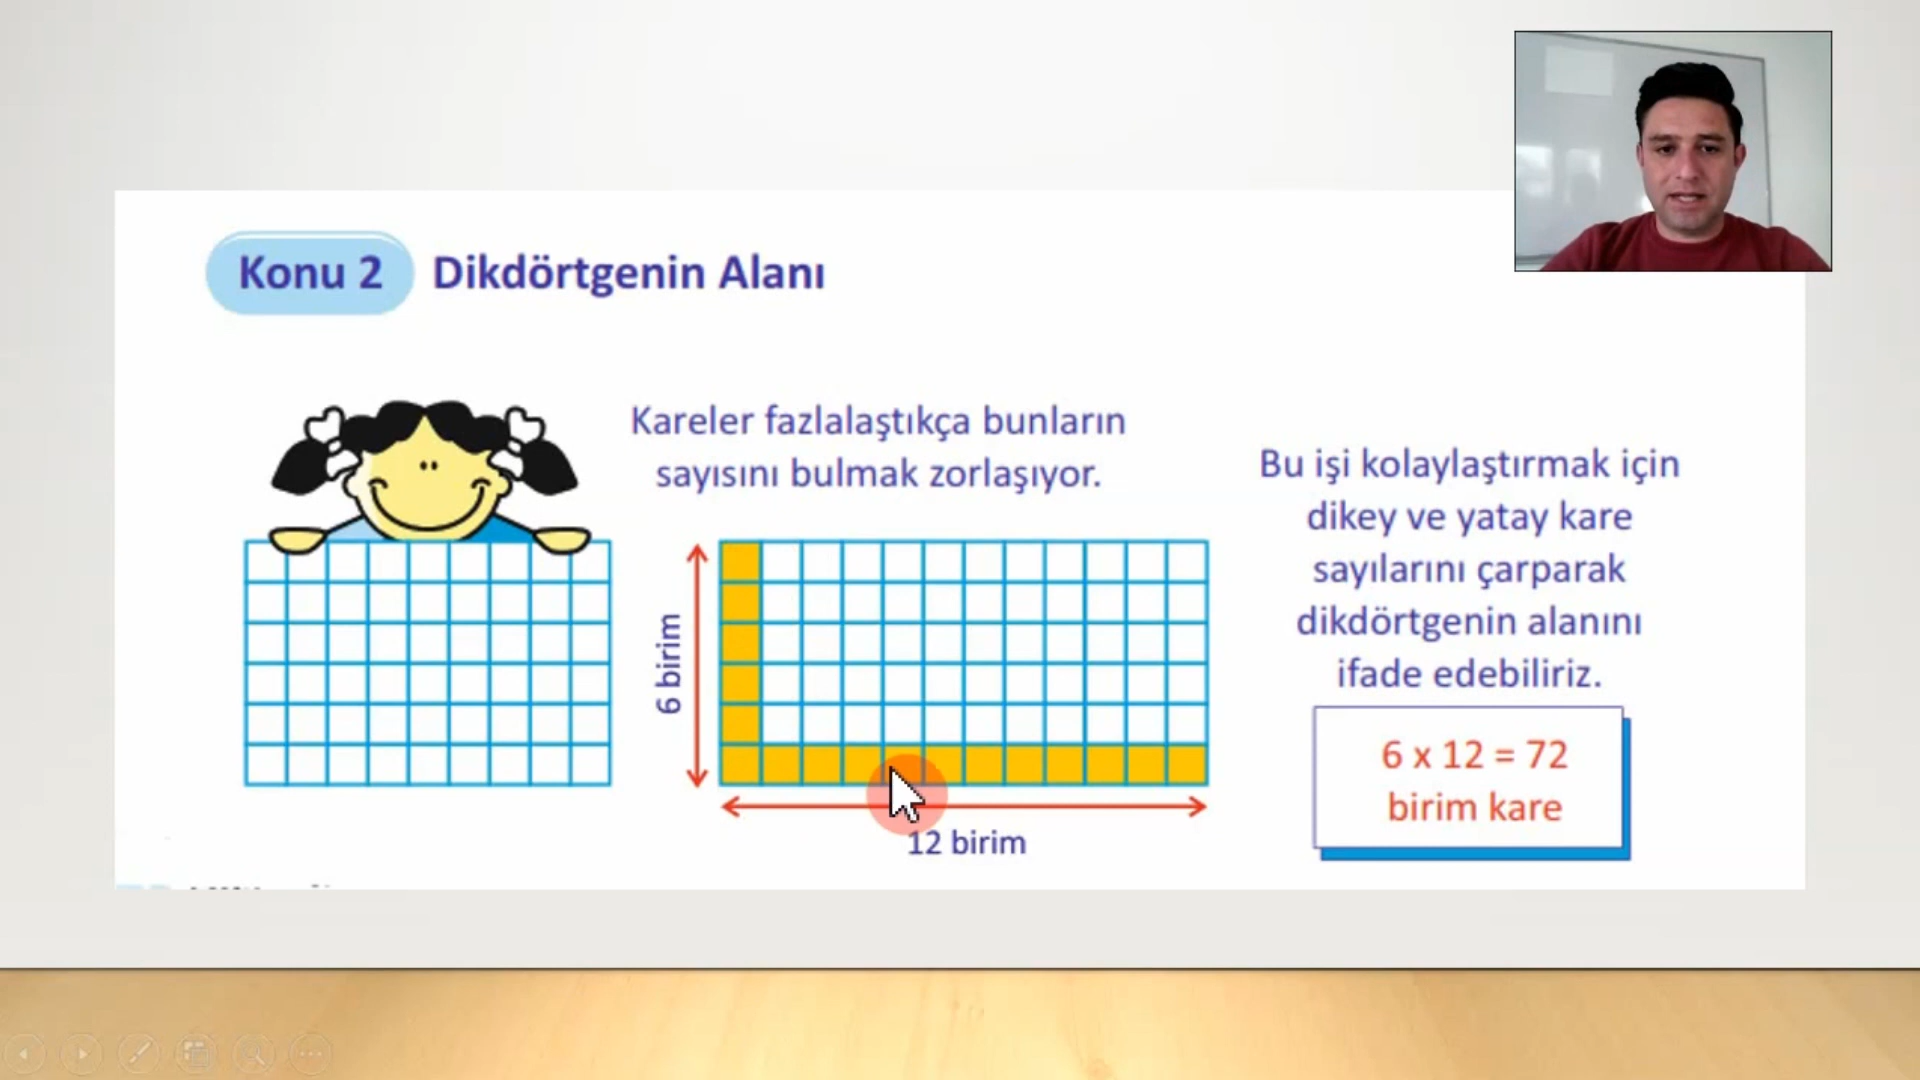 Konu 2 Dikdörtgenin Alanı
Kareler fazlalaştıkça bunların
sayısını bulmak zorlaşıyor.
6 birim
12 birim
Bu işi kolaylaştırmak için
dikey ve yatay kare
sayılarını çarparak
dikdörtgenin alanını
ifade edebiliriz.
6 x 12 = 72
birim kare